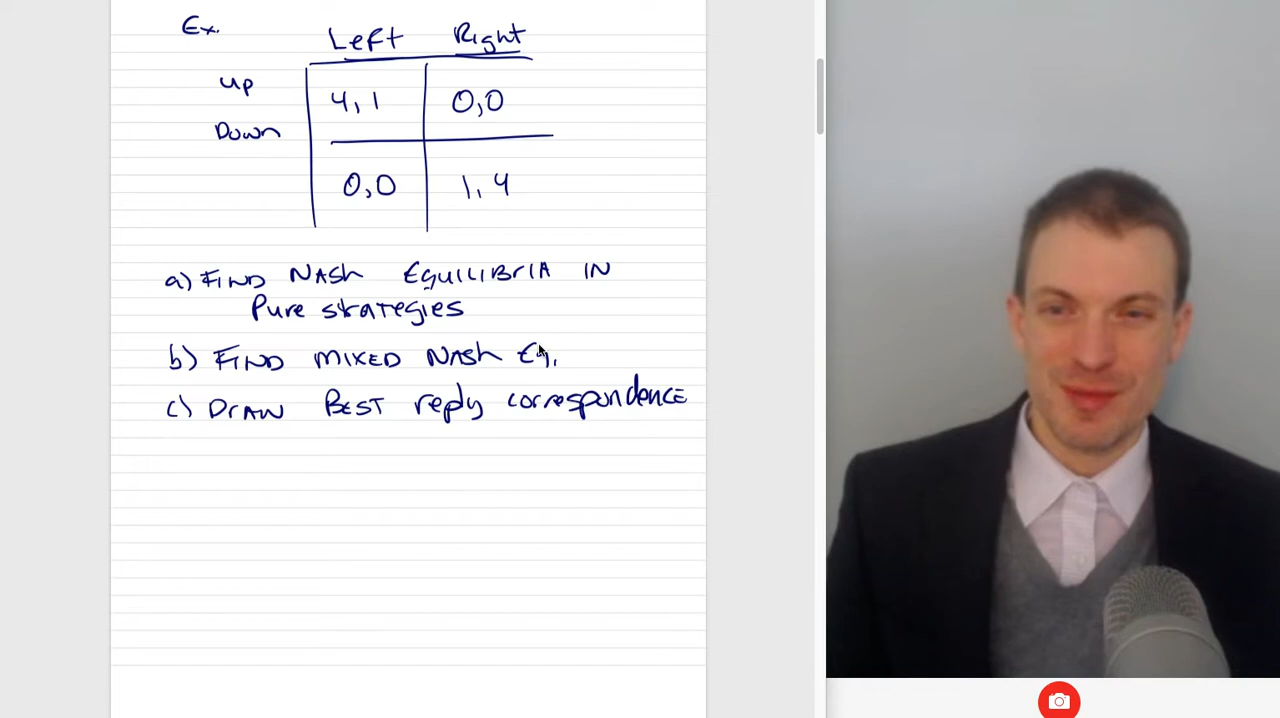 Ex.
Left Right
Up 4,1 0,0
Down
0,0 1,4
a) FIND NASH EQUILIBRIA IN
Pure strategies
b) FIND MIXED NASH Eq.
c) DRAW BEST reply correspondence